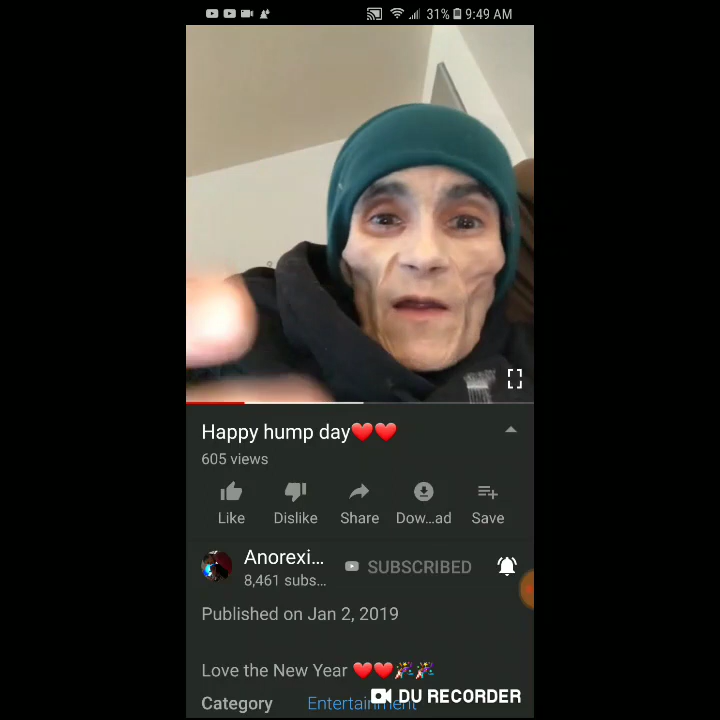 31% 9:49 AM
Happy hump day❤️❤️
605 views
Like Dislike Share Dow...ad Save
Anorexi...
SUBSCRIBED
8,461 subs...
Published on Jan 2, 2019
Love the New Year ❤️❤️🎉🎉
Category Entertainment
DU RECORDER